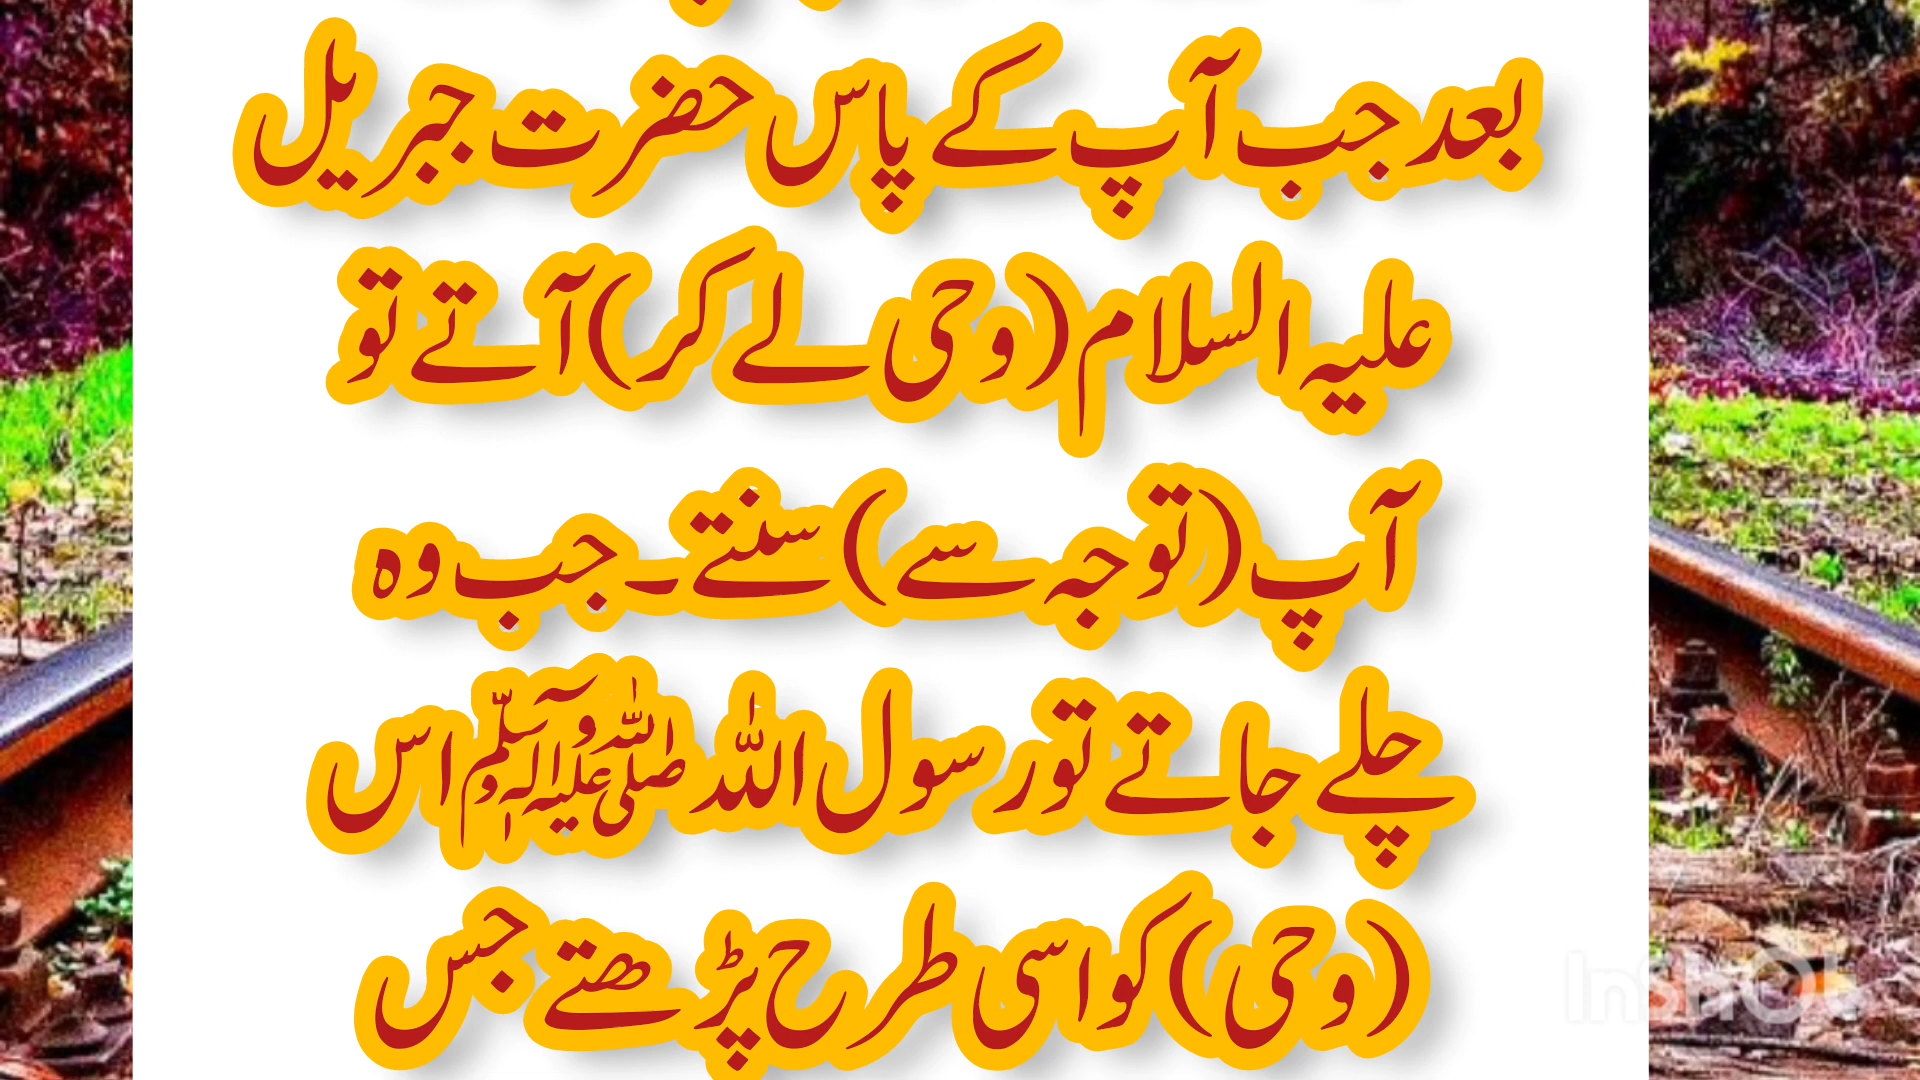 بعد جب آپ کے پاس حضرت جبریل
علیہ السلام (وحی لے کر) آتے تو
آپ (توجہ سے) سنتے۔ جب وہ
چلے جاتے تو رسول اللہ ﷺ اس
(وحی) کو اسی طرح پڑھتے جس
InShOt